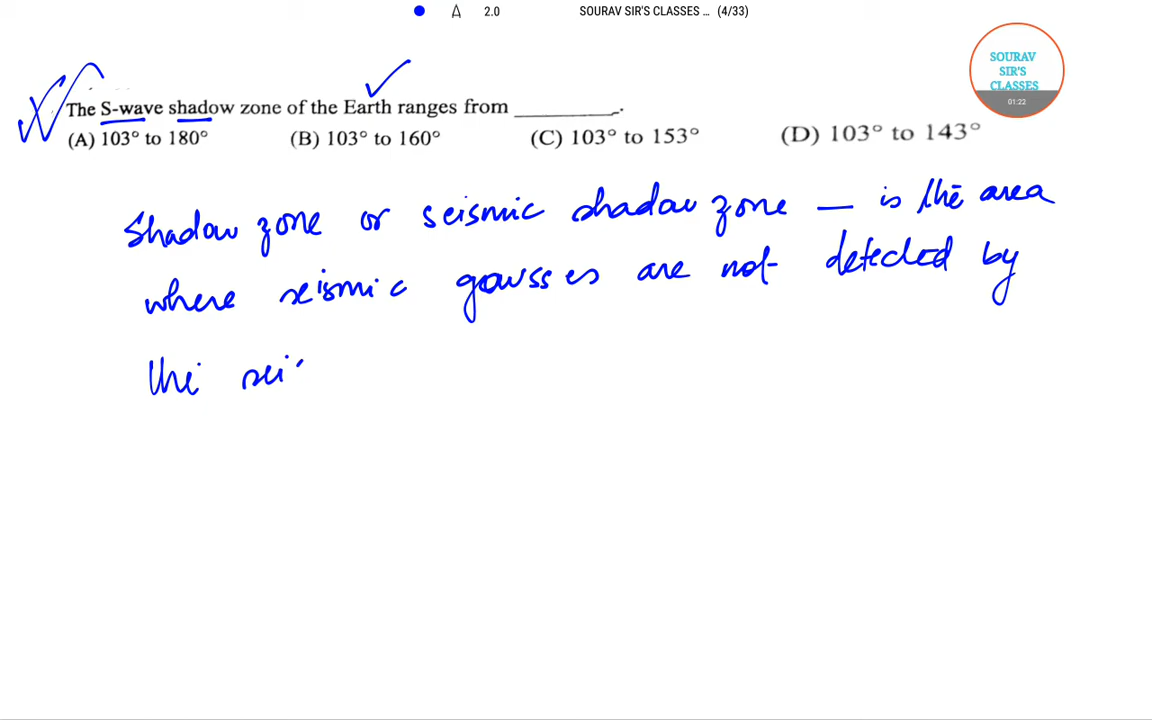 A 2.0 SOURAV SIR'S CLASSES ... (4/33)
SOURAV
SIR'S
CLASSES
01:22
The S-wave shadow zone of the Earth ranges from __________.
(A) 103° to 180° (B) 103° to 160° (C) 103° to 153° (D) 103° to 143°
Shadow zone or seismic shadow zone — is the area
where seismic are not detected by
the sei